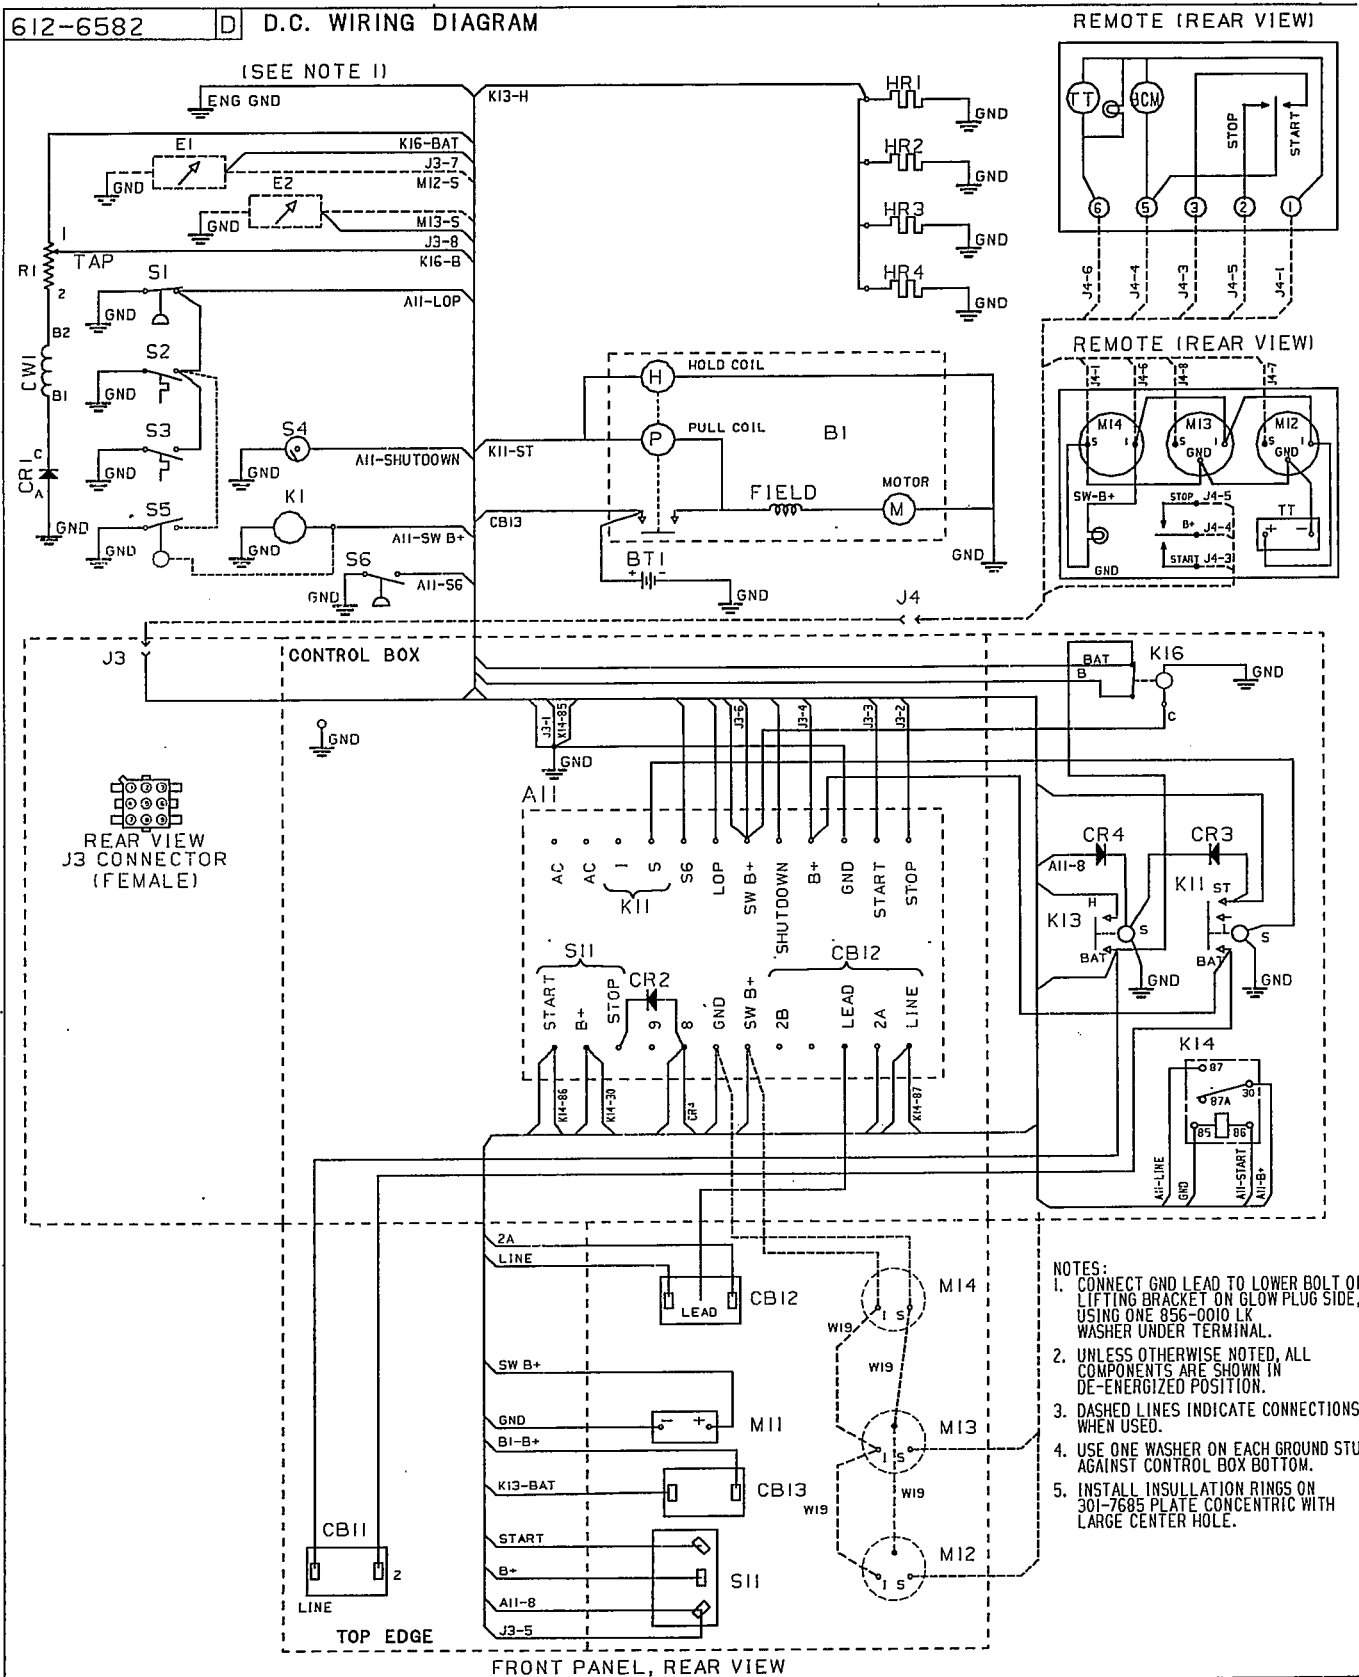 612-6582
D
D.C. WIRING DIAGRAM
REMOTE (REAR VIEW)
(SEE NOTE 1)
ENG GND
K13-H
HR1
GND
HR2
GND
HR3
GND
HR4
GND
TT
BCM
STOP
START
6
5
3
2
1
J4-6
J4-4
J4-3
J4-5
J4-1
E1
GND
K16-BAT
J3-7
M12-S
E2
GND
M13-S
J3-8
K16-B
1
R1
TAP
2
S1
GND
A11-LOP
B2
CW1
B1
S2
GND
S3
GND
C
CR1
A
GND
S4
GND
A11-SHUTDOWN
S5
GND
K1
GND
A11-SW B+
S6
GND
A11-S6
K11-ST
CB13
H
HOLD COIL
P
PULL COIL
B1
FIELD
MOTOR
M
GND
BT1
+
-
GND
REMOTE (REAR VIEW)
J4-1
J4-6
J4-8
J4-7
M14
S
1
M13
S
1
GND
M12
S
1
GND
SW-B+
GND
STOP
J4-5
B+
J4-4
START
J4-3
TT
+
-
J4
J3
CONTROL BOX
GND
REAR VIEW
J3 CONNECTOR
(FEMALE)
J3-1
K14-85
GND
J3-6
J3-4
J3-3
J3-2
BAT
B
K16
GND
C
A11
AC
AC
1
S
K11
S6
LOP
SW B+
SHUTDOWN
B+
GND
START
STOP
S11
START
B+
STOP
CR2
9
8
GND
SW B+
CB12
2B
LEAD
2A
LINE
K14-86
K14-30
CR4
K14-87
CR4
A11-8
CR3
K13
H
S
BAT
GND
K11
ST
I
S
BAT
GND
K14
87
87A
30
85
86
A11-LINE
GND
A11-START
A11-B+
2A
LINE
LEAD
CB12
SW B+
GND
-
+
M11
B1-B+
K13-BAT
CB13
START
B+
A11-8
J3-5
S11
CB11
LINE
2
TOP EDGE
M14
I
S
W19
W19
M13
I
S
W19
W19
M12
I
S
FRONT PANEL, REAR VIEW
NOTES:
1. CONNECT GND LEAD TO LOWER BOLT
LIFTING BRACKET ON GLOW PLUG SIDE,
USING ONE 856-0010 LK
WASHER UNDER TERMINAL.
2. UNLESS OTHERWISE NOTED, ALL
COMPONENTS ARE SHOWN IN
DE-ENERGIZED POSITION.
3. DASHED LINES INDICATE CONNECTIONS
WHEN USED.
4. USE ONE WASHER ON EACH GROUND STU
AGAINST CONTROL BOX BOTTOM.
5. INSTALL INSULLATION RINGS ON
301-7685 PLATE CONCENTRIC WITH
LARGE CENTER HOLE.